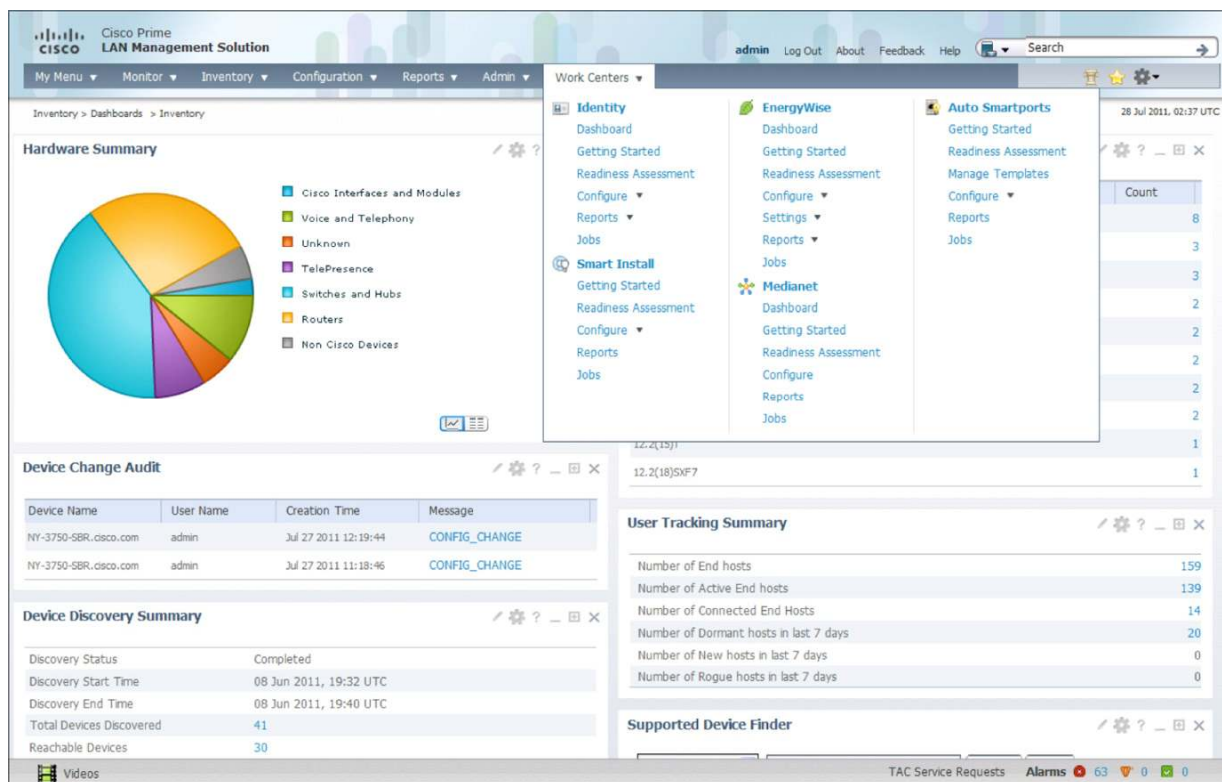 Cisco Prime
CISCO LAN Management Solution
admin Log Out About Feedback Help Search
My Menu Monitor Inventory Configuration Reports Admin Work Centers
Inventory > Dashboards > Inventory
28 Jul 2011, 02:37 UTC
Hardware Summary
Cisco Interfaces and Modules
Voice and Telephony
Unknown
TelePresence
Switches and Hubs
Routers
Non Cisco Devices
Identity
Dashboard
Getting Started
Readiness Assessment
Configure
Reports
Jobs
Smart Install
Getting Started
Readiness Assessment
Configure
Reports
Jobs
EnergyWise
Dashboard
Getting Started
Readiness Assessment
Configure
Settings
Reports
Jobs
Medianet
Dashboard
Getting Started
Readiness Assessment
Configure
Reports
Jobs
Auto Smartports
Getting Started
Readiness Assessment
Manage Templates
Configure
Reports
Jobs
Count
8
3
3
2
2
2
2
2
12.2(15)T 1
12.2(18)SXF7 1
Device Change Audit
Device Name User Name Creation Time Message
NY-3750-SBR.cisco.com admin Jul 27 2011 12:19:44 CONFIG_CHANGE
NY-3750-SBR.cisco.com admin Jul 27 2011 11:18:46 CONFIG_CHANGE
Device Discovery Summary
Discovery Status Completed
Discovery Start Time 08 Jun 2011, 19:32 UTC
Discovery End Time 08 Jun 2011, 19:40 UTC
Total Devices Discovered 41
Reachable Devices 30
User Tracking Summary
Number of End hosts 159
Number of Active End hosts 139
Number of Connected End Hosts 14
Number of Dormant hosts in last 7 days 20
Number of New hosts in last 7 days 0
Number of Rogue hosts in last 7 days 0
Supported Device Finder
Videos
TAC Service Requests Alarms 63 0 0